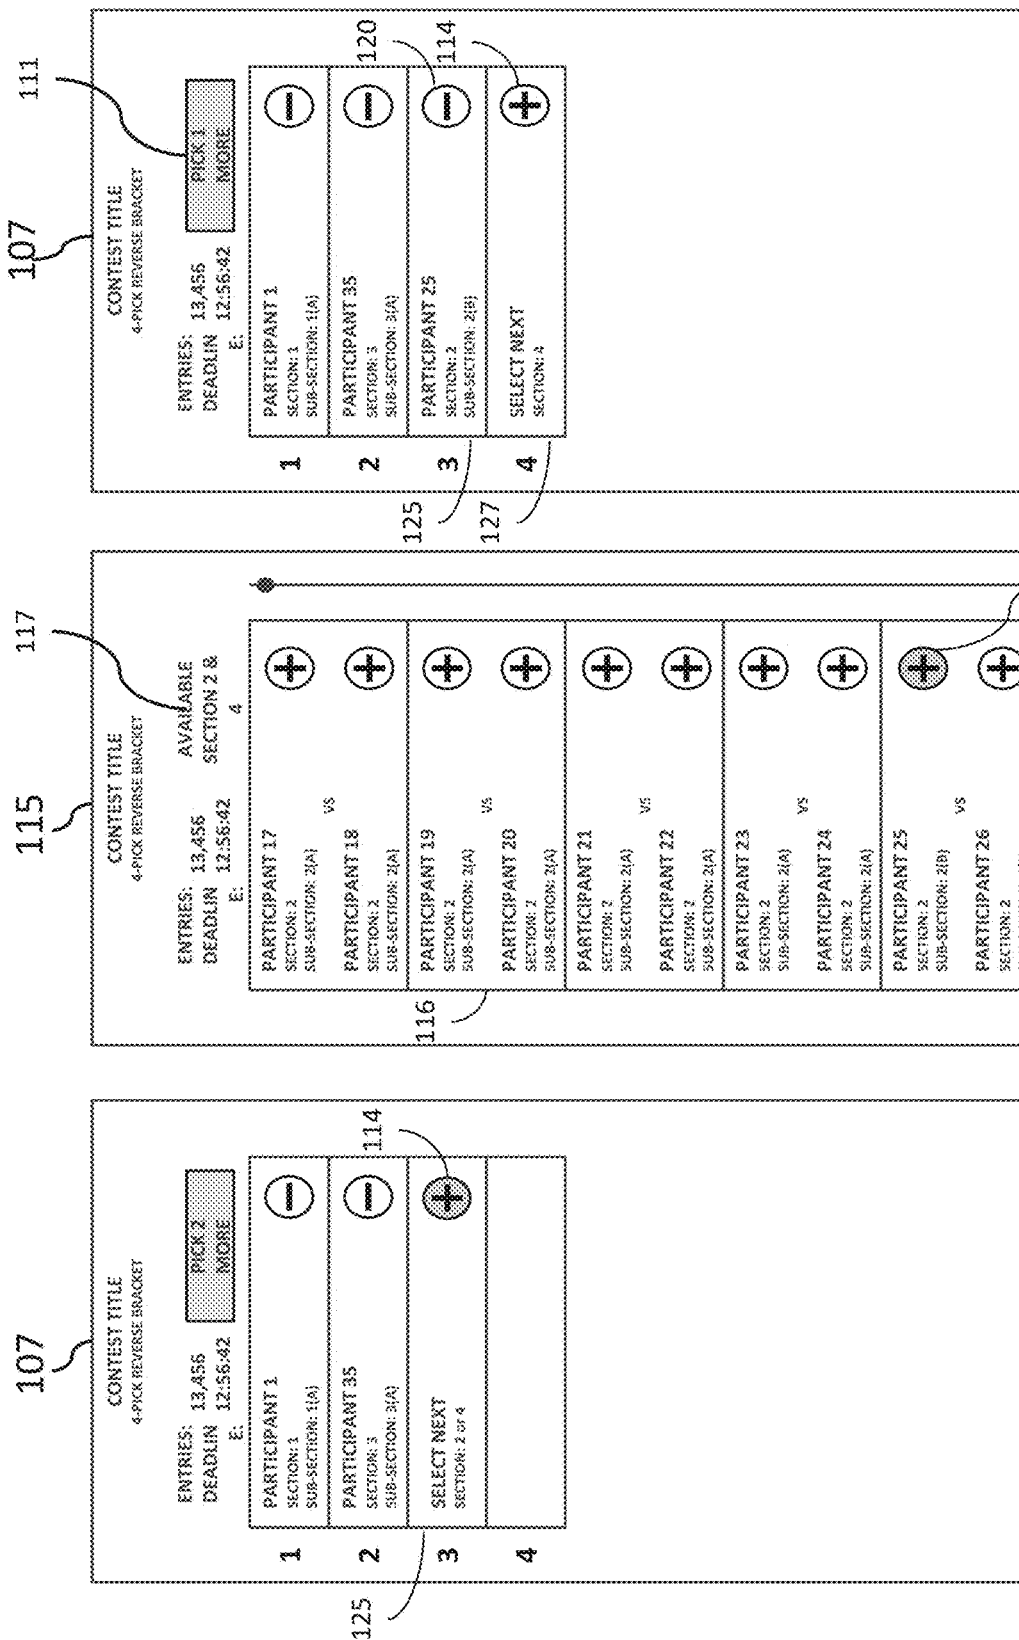 107
CONTEST TITLE
4-PICK REVERSE BRACKET
ENTRIES: 13,456
DEADLIN 12:56:42
E:
PICK 2
MORE
1
PARTICIPANT 1
SECTION: 1
SUB-SECTION: 1(A)
2
PARTICIPANT 35
SECTION: 3
SUB-SECTION: 3(A)
125
3
SELECT NEXT
SECTION: 2 or 4
114
4
115
CONTEST TITLE
4-PICK REVERSE BRACKET
117
ENTRIES: 13,456
DEADLIN 12:56:42
E:
AVAILABLE
SECTION 2 &
4
PARTICIPANT 17
SECTION: 2
SUB-SECTION: 2(A)
VS
PARTICIPANT 18
SECTION: 2
SUB-SECTION: 2(A)
116
PARTICIPANT 19
SECTION: 2
SUB-SECTION: 2(A)
VS
PARTICIPANT 20
SECTION: 2
SUB-SECTION: 2(A)
PARTICIPANT 21
SECTION: 2
SUB-SECTION: 2(A)
VS
PARTICIPANT 22
SECTION: 2
SUB-SECTION: 2(A)
PARTICIPANT 23
SECTION: 2
SUB-SECTION: 2(A)
VS
PARTICIPANT 24
SECTION: 2
SUB-SECTION: 2(A)
PARTICIPANT 25
SECTION: 2
SUB-SECTION: 2(B)
VS
PARTICIPANT 26
SECTION: 2
107
CONTEST TITLE
4-PICK REVERSE BRACKET
111
ENTRIES: 13,456
DEADLIN 12:56:42
E:
PICK 1
MORE
1
PARTICIPANT 1
SECTION: 1
SUB-SECTION: 1(A)
2
PARTICIPANT 35
SECTION: 3
SUB-SECTION: 3(A)
120
125
3
PARTICIPANT 25
SECTION: 2
SUB-SECTION: 2(B)
114
127
4
SELECT NEXT
SECTION: 4